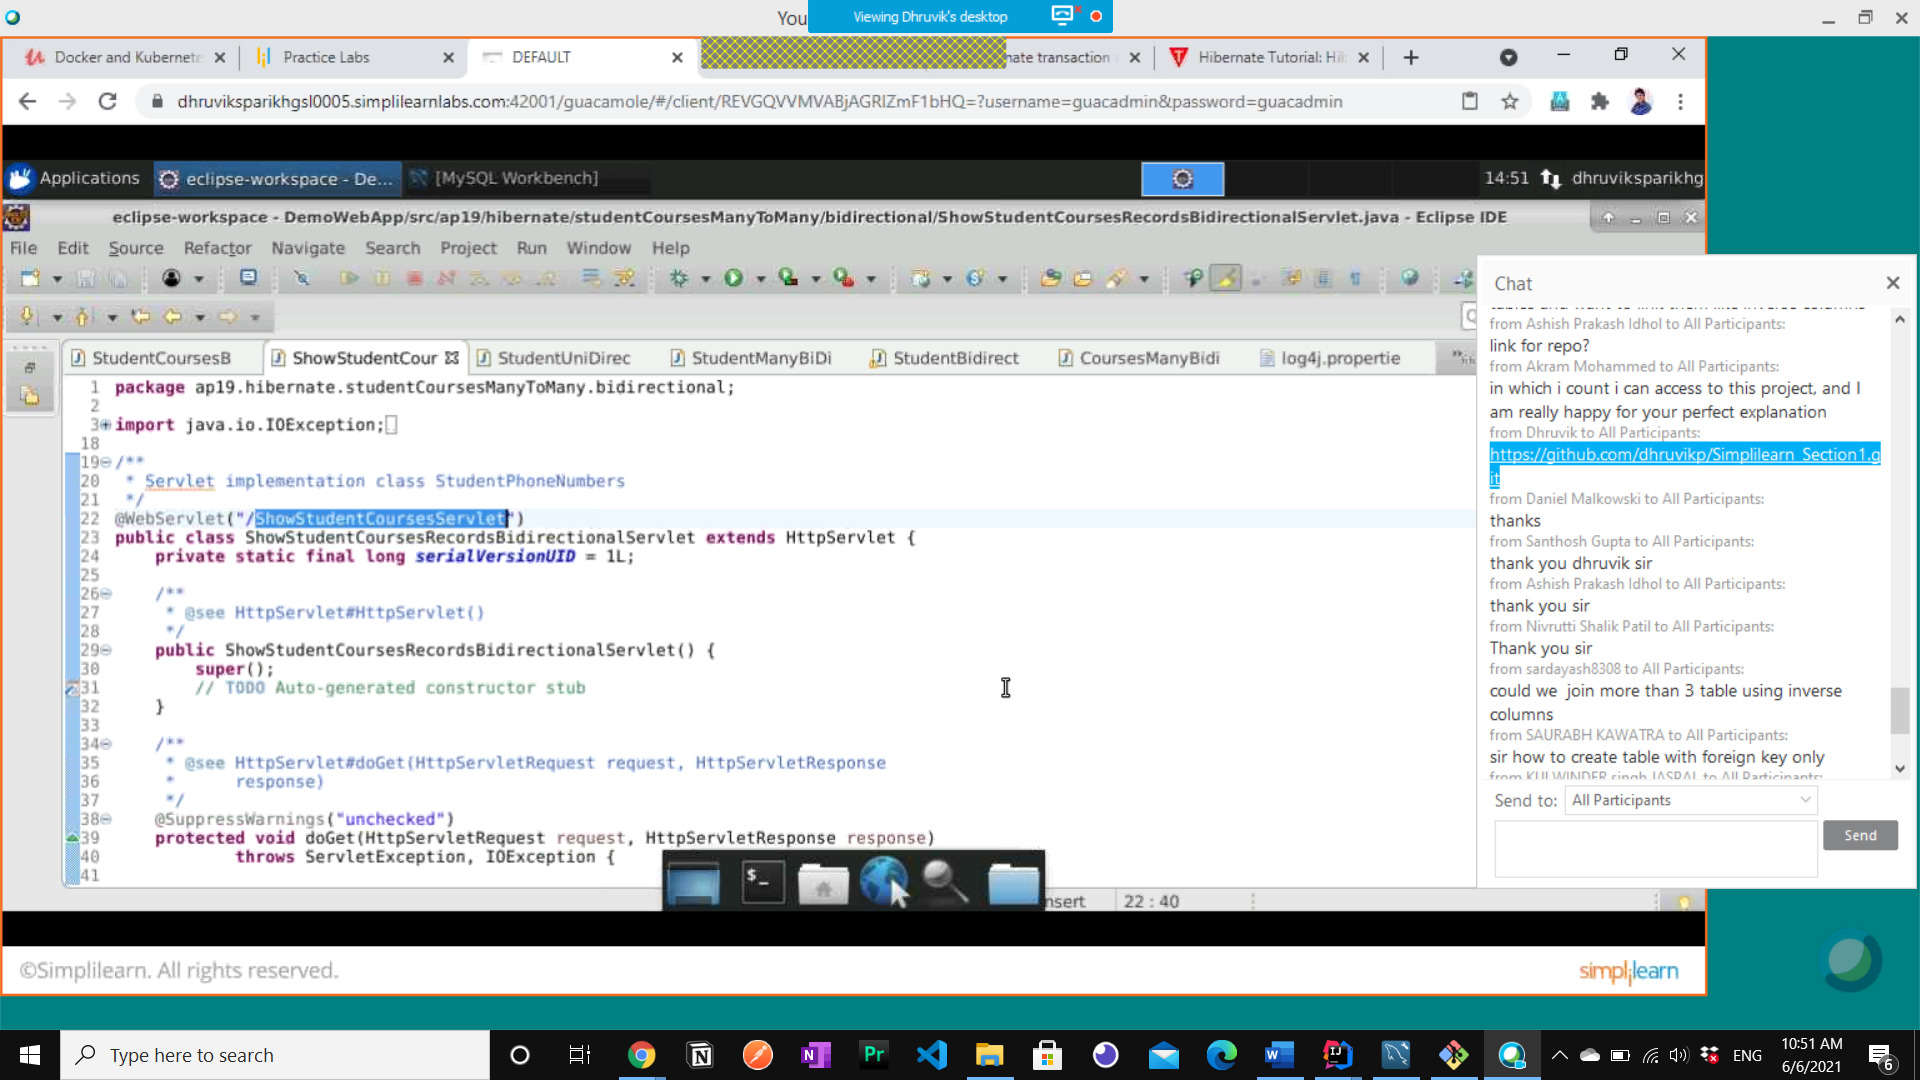 You
Viewing Dhruvik's desktop
Docker and Kubernete
Practice Labs
DEFAULT
nate transaction
Hibernate Tutorial: Hi
dhruviksparikhgsl0005.simplilearnlabs.com:42001/guacamole/#/client/REVGQVVMVABjAGRlZmF1bHQ=?username=guacadmin&password=guacadmin
Applications
eclipse-workspace - De...
[MySQL Workbench]
14:51
dhruviksparikhg
eclipse-workspace - DemoWebApp/src/ap19/hibernate/studentCoursesManyToMany/bidirectional/ShowStudentCoursesRecordsBidirectionalServlet.java - Eclipse IDE
File Edit Source Refactor Navigate Search Project Run Window Help
StudentCoursesB
ShowStudentCour
StudentUniDirec
StudentManyBiDi
StudentBidirect
CoursesManyBidi
log4j.propertie
1 package ap19.hibernate.studentCoursesManyToMany.bidirectional;
2
3 import java.io.IOException;
18
19 /**
20 * Servlet implementation class StudentPhoneNumbers
21 */
22 @WebServlet("/ShowStudentCoursesServlet")
23 public class ShowStudentCoursesRecordsBidirectionalServlet extends HttpServlet {
24 private static final long serialVersionUID = 1L;
25
26 /**
27 * @see HttpServlet#HttpServlet()
28 */
29 public ShowStudentCoursesRecordsBidirectionalServlet() {
30 super();
31 // TODO Auto-generated constructor stub
32 }
33
34 /**
35 * @see HttpServlet#doGet(HttpServletRequest request, HttpServletResponse
36 * response)
37 */
38 @SuppressWarnings("unchecked")
39 protected void doGet(HttpServletRequest request, HttpServletResponse response)
40 throws ServletException, IOException {
41
nsert
22 : 40
©Simplilearn. All rights reserved.
simplilearn
Chat
from Ashish Prakash Idhol to All Participants:
link for repo?
from Akram Mohammed to All Participants:
in which i count i can access to this project, and I
am really happy for your perfect explanation
from Dhruvik to All Participants:
https://github.com/dhruvikp/Simplilearn_Section1.g
it
from Daniel Malkowski to All Participants:
thanks
from Santhosh Gupta to All Participants:
thank you dhruvik sir
from Ashish Prakash Idhol to All Participants:
thank you sir
from Nivrutti Shalik Patil to All Participants:
Thank you sir
from sardayash8308 to All Participants:
could we join more than 3 table using inverse
columns
from SAURABH KAWATRA to All Participants:
sir how to create table with foreign key only
from KULWINDER singh JASPAL to All Participants:
Send to: All Participants
Send
Type here to search
ENG
10:51 AM
6/6/2021
6